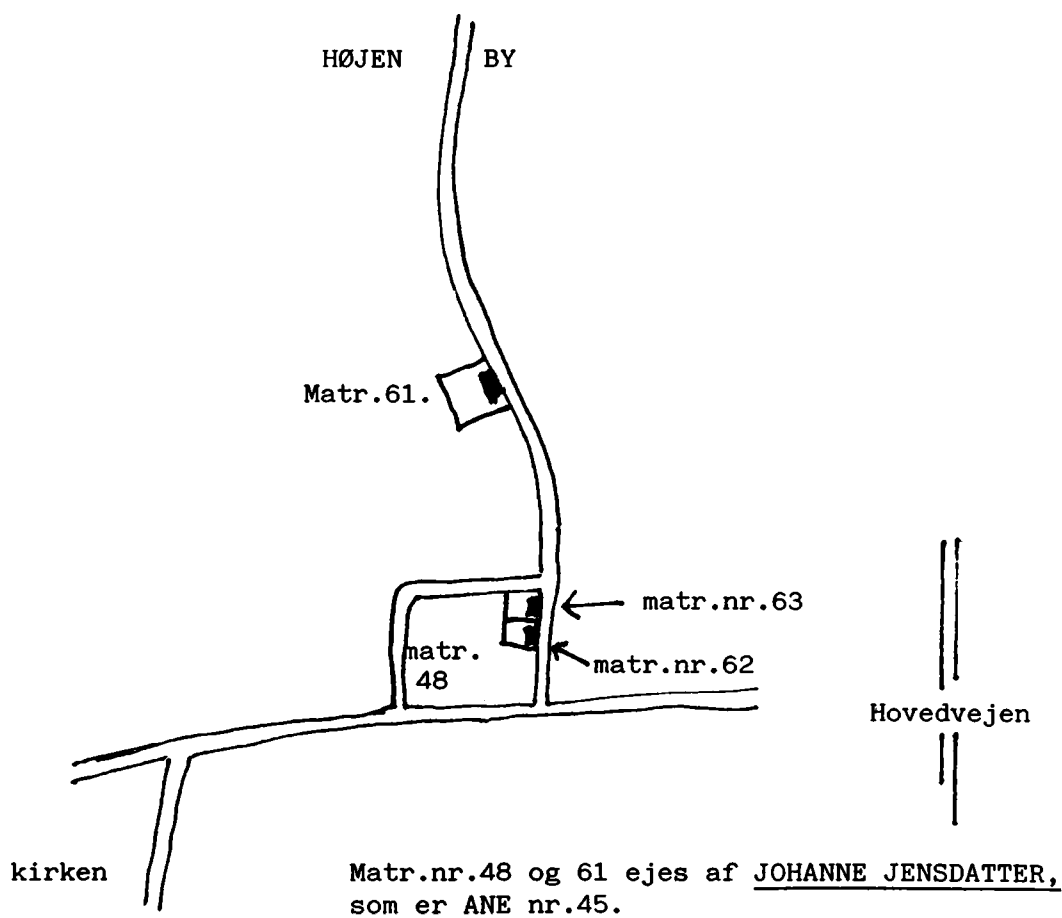 HØJEN BY
Matr.61.
matr.nr.63
matr.
48
matr.nr.62
Hovedvejen
kirken
Matr.nr.48 og 61 ejes af JOHANNE JENSDATTER,
som er ANE nr.45.